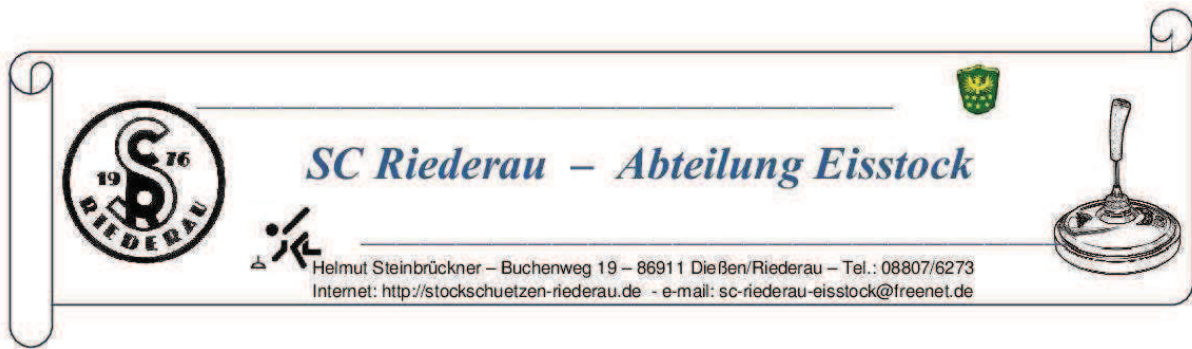 SC Riederau – Abteilung Eisstock
19 76
RIEDERAU
Helmut Steinbrückner – Buchenweg 19 – 86911 Dießen/Riederau – Tel.: 08807/6273
Internet: http://stockschuetzen-riederau.de - e-mail: sc-riederau-eisstock@freenet.de